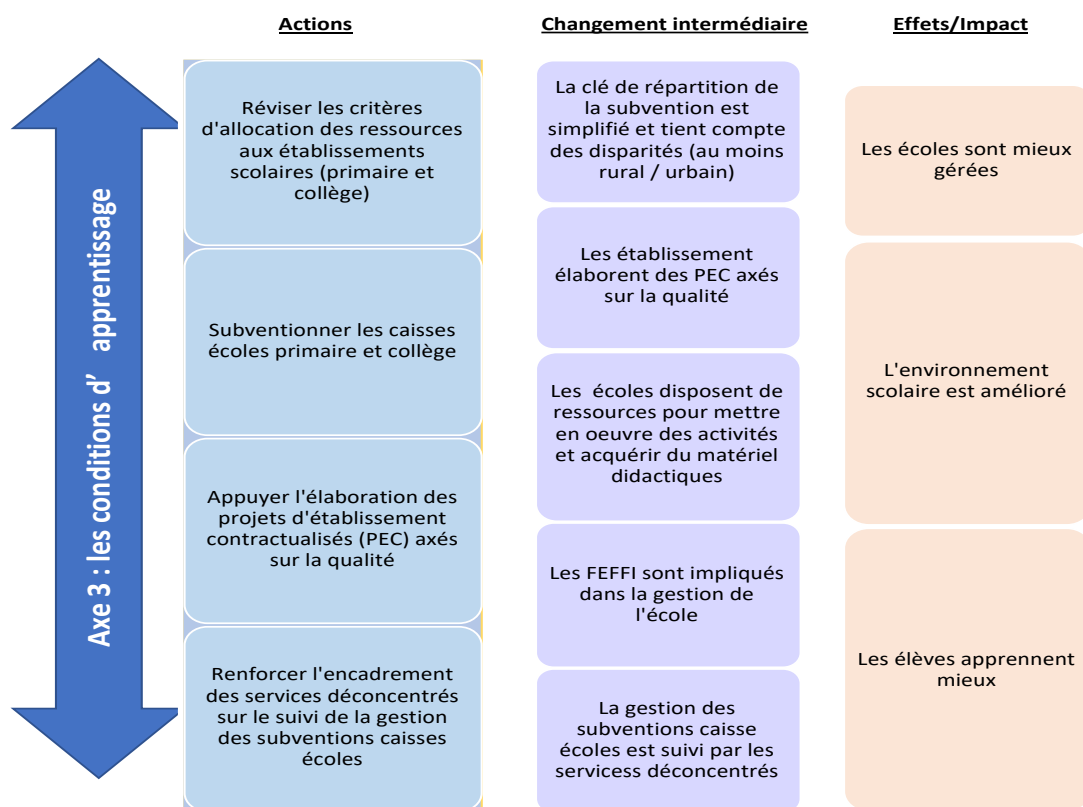 Actions
Changement intermédiaire
Effets/Impact
Axe 3 : les conditions d’ apprentissage
Réviser les critères
d'allocation des ressources
aux établissements
scolaires (primaire et
collège)
Subventionner les caisses
écoles primaire et collège
Appuyer l'élaboration des
projets d'établissement
contractualisés (PEC) axés
sur la qualité
Renforcer l'encadrement
des services déconcentrés
sur le suivi de la gestion
des subventions caisses
écoles
La clé de répartition de
la subvention est
simplifié et tient compte
des disparités (au moins
rural / urbain)
Les établissement
élaborent des PEC axés
sur la qualité
Les écoles disposent de
ressources pour mettre
en oeuvre des activités
et acquérir du matériel
didactiques
Les FEFFI sont impliqués
dans la gestion de
l'école
La gestion des
subventions caisse
écoles est suivi par les
servicess déconcentrés
Les écoles sont mieux
gérées
L'environnement
scolaire est amélioré
Les élèves apprennent
mieux